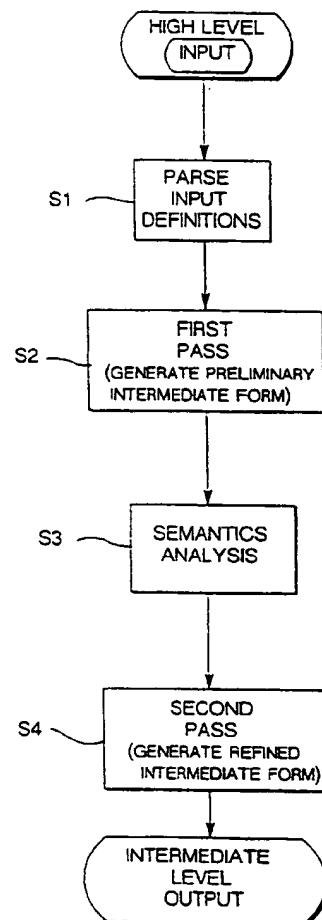 HIGH LEVEL
INPUT
S1
PARSE
INPUT
DEFINITIONS
S2
FIRST
PASS
(GENERATE PRELIMINARY
INTERMEDIATE FORM)
S3
SEMANTICS
ANALYSIS
S4
SECOND
PASS
(GENERATE REFINED
INTERMEDIATE FORM)
INTERMEDIATE
LEVEL
OUTPUT